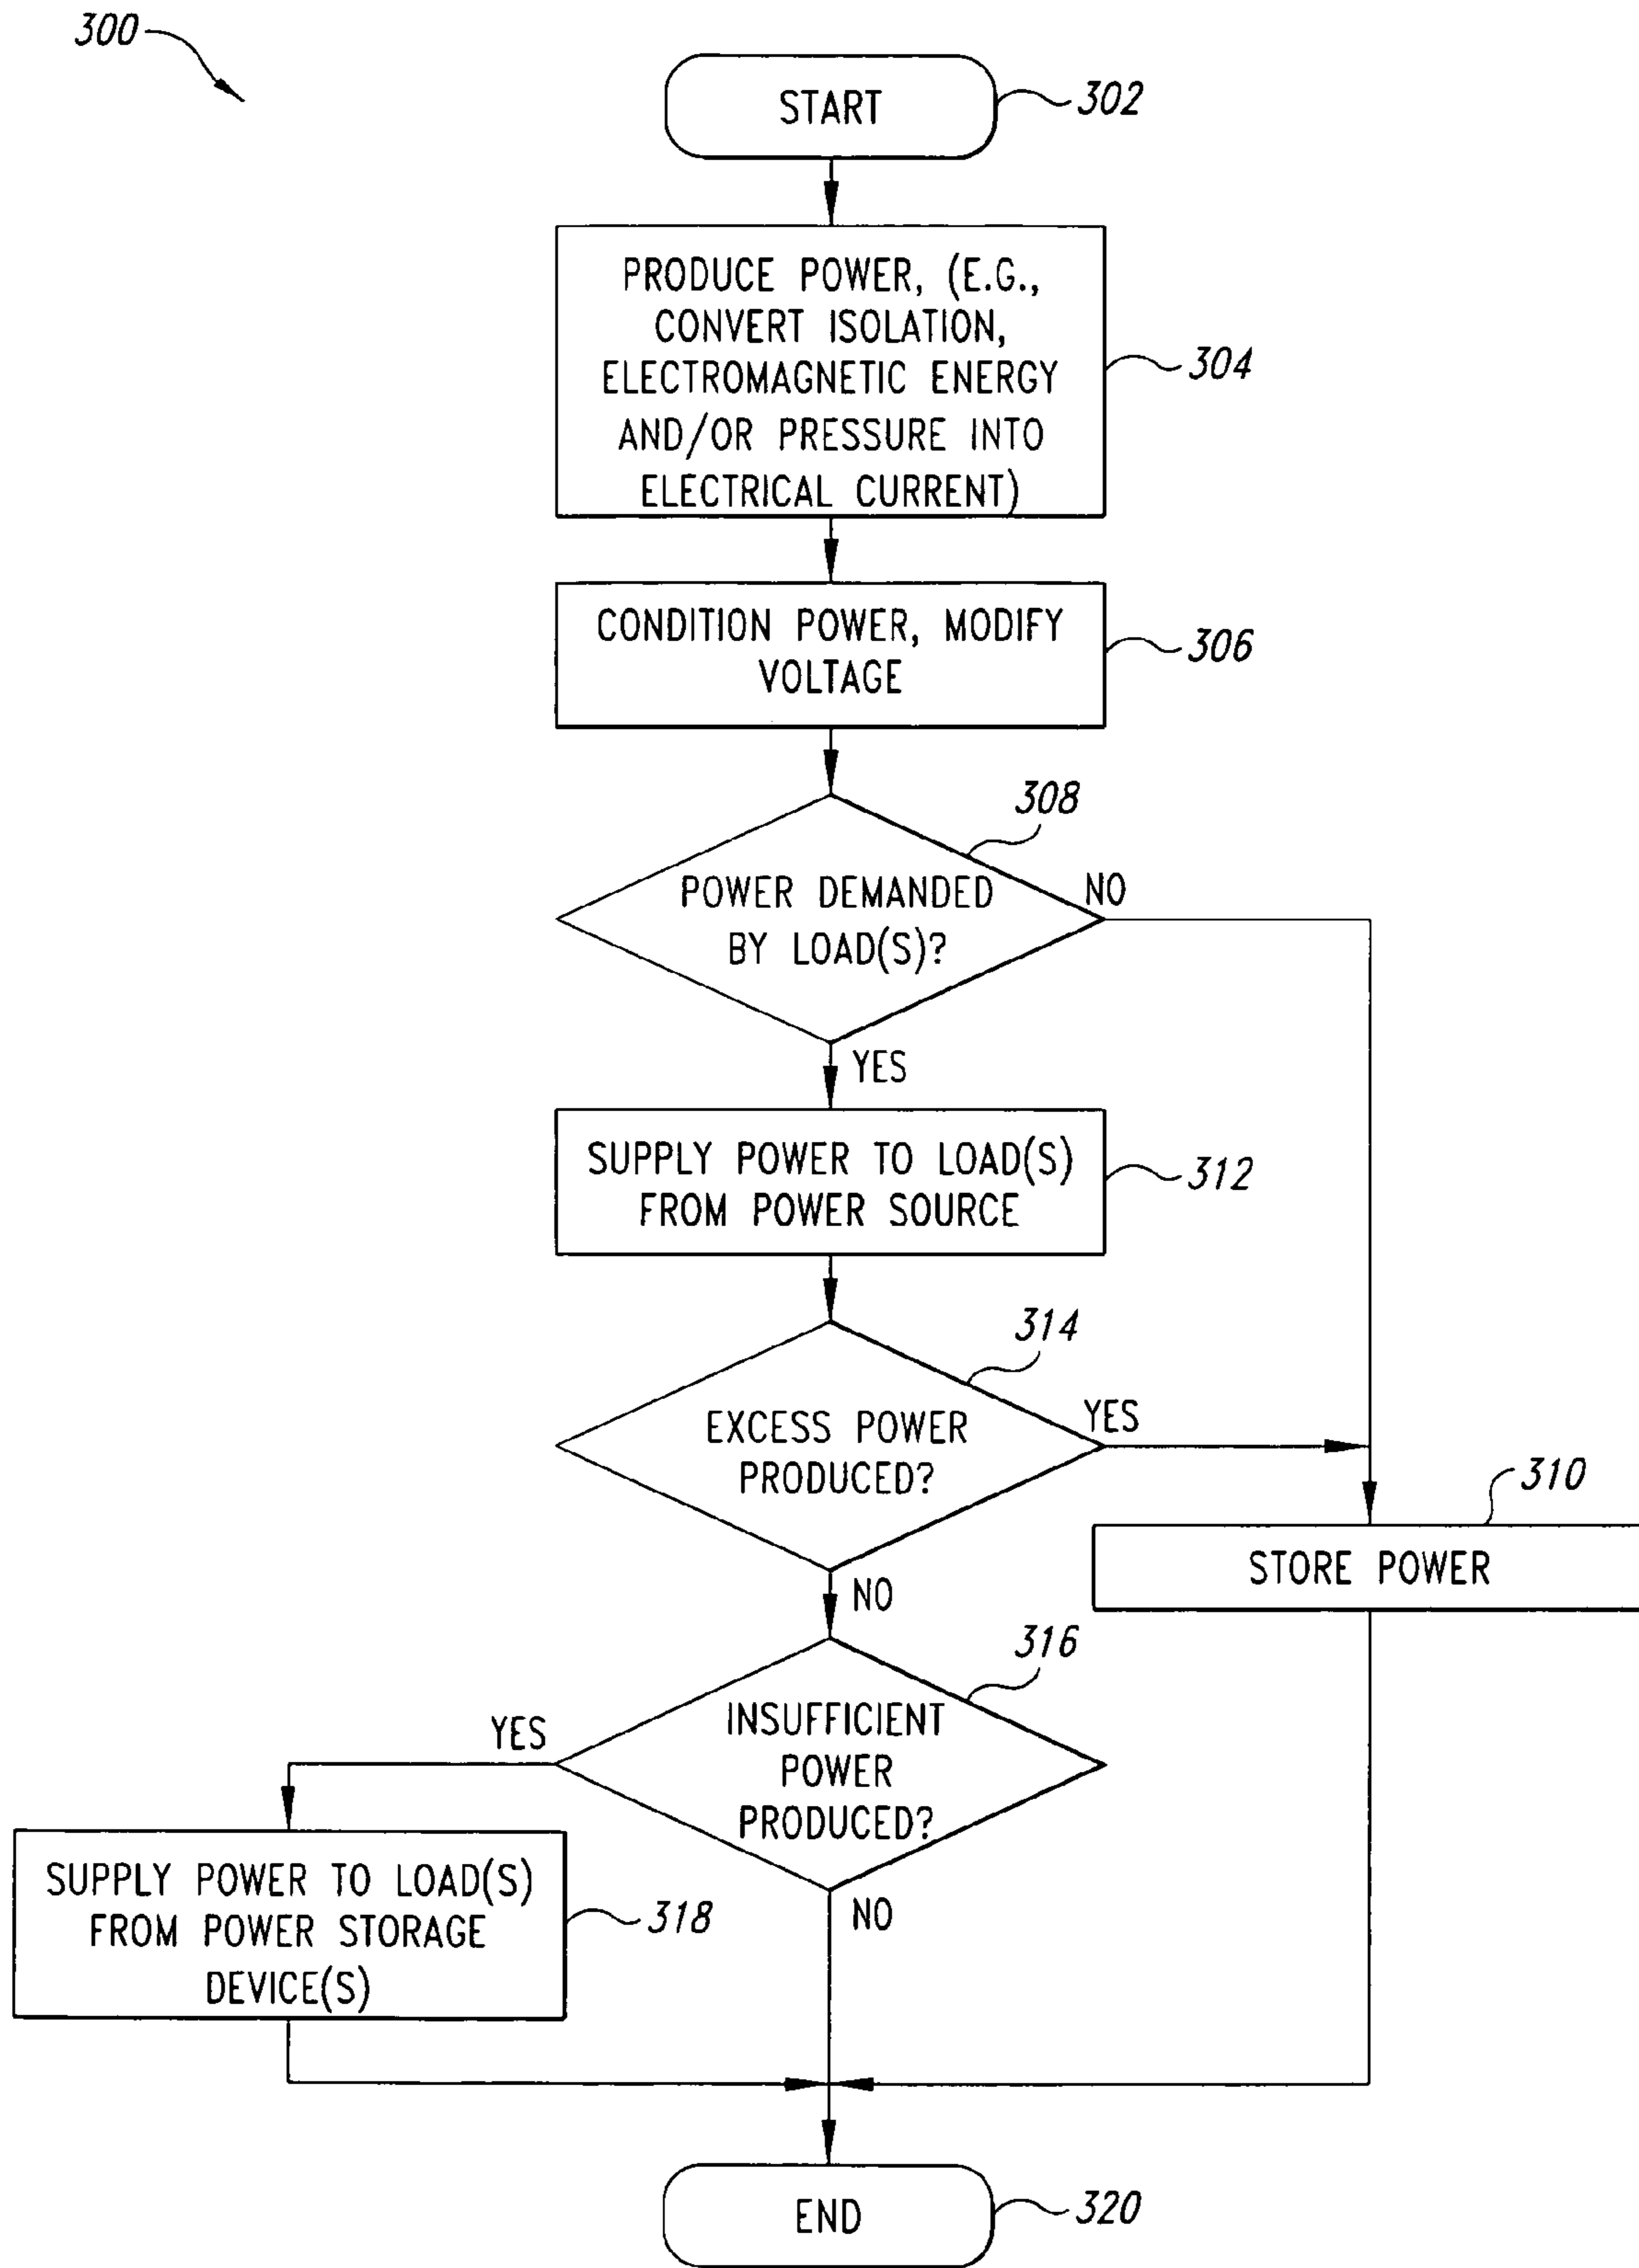 300
START
302
PRODUCE POWER, (E.G.,
CONVERT ISOLATION,
ELECTROMAGNETIC ENERGY
AND/OR PRESSURE INTO
ELECTRICAL CURRENT)
304
CONDITION POWER, MODIFY
VOLTAGE
306
308
POWER DEMANDED
BY LOAD(S)?
NO
YES
SUPPLY POWER TO LOAD(S)
FROM POWER SOURCE
312
314
EXCESS POWER
PRODUCED?
YES
310
STORE POWER
NO
316
INSUFFICIENT
POWER
PRODUCED?
YES
SUPPLY POWER TO LOAD(S)
FROM POWER STORAGE
DEVICE(S)
318
NO
END
320